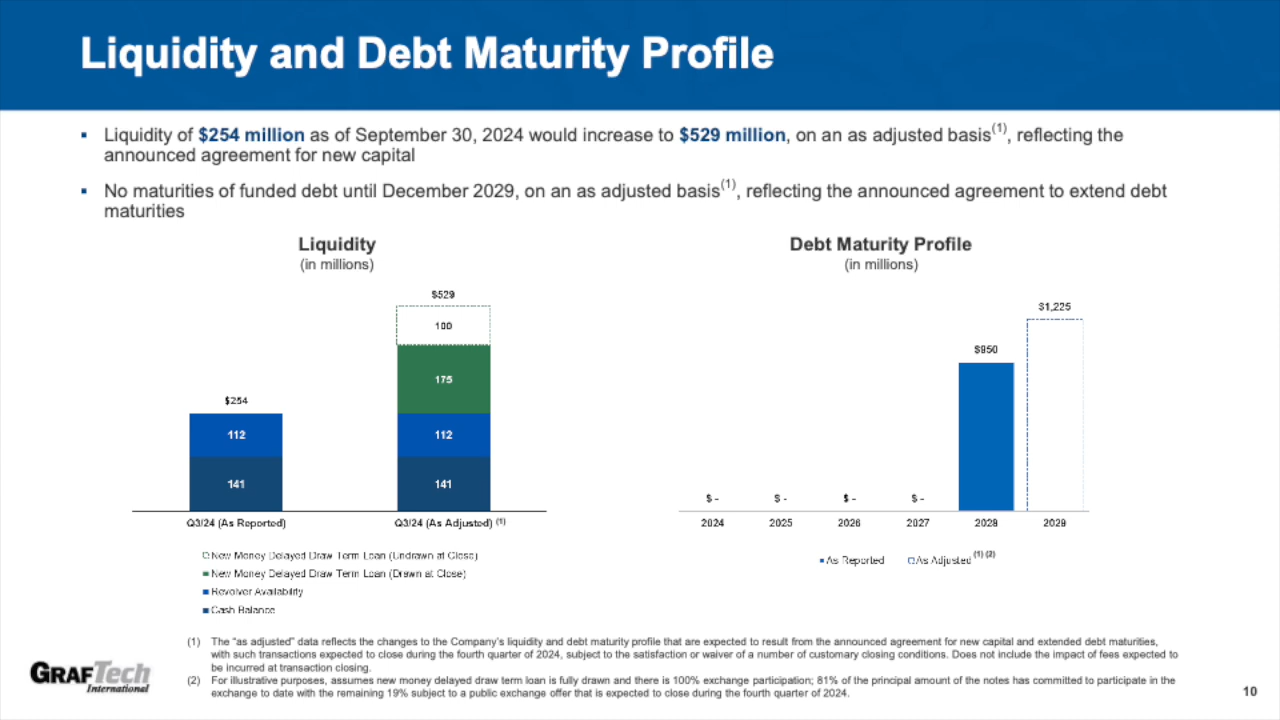 Liquidity and Debt Maturity Profile
▪ Liquidity of $254 million as of September 30, 2024 would increase to $529 million, on an as adjusted basis(1), reflecting the
announced agreement for new capital
▪ No maturities of funded debt until December 2029, on an as adjusted basis(1), reflecting the announced agreement to extend debt
maturities
Liquidity
(in millions)
$529
100
175
$254
112
112
141
141
Q3/24 (As Reported)
Q3/24 (As Adjusted) (1)
New Money Delayed Draw Term Loan (Undrawn at Close)
New Money Delayed Draw Term Loan (Drawn at Close)
Revolver Availability
Cash Balance
Debt Maturity Profile
(in millions)
$1,225
$950
$ -
$ -
$ -
$ -
2024
2025
2026
2027
2028
2029
As Reported
As Adjusted (1) (2)
(1) The "as adjusted" data reflects the changes to the Company's liquidity and debt maturity profile that are expected to result from the announced agreement for new capital and extended debt maturities,
with such transactions expected to close during the fourth quarter of 2024, subject to the satisfaction or waiver of a number of customary closing conditions. Does not include the impact of fees expected to
be incurred at transaction closing.
(2) For illustrative purposes, assumes new money delayed draw term loan is fully drawn and there is 100% exchange participation; 81% of the principal amount of the notes has committed to participate in the
exchange to date with the remaining 19% subject to a public exchange offer that is expected to close during the fourth quarter of 2024.
GRAFTECH
International
10